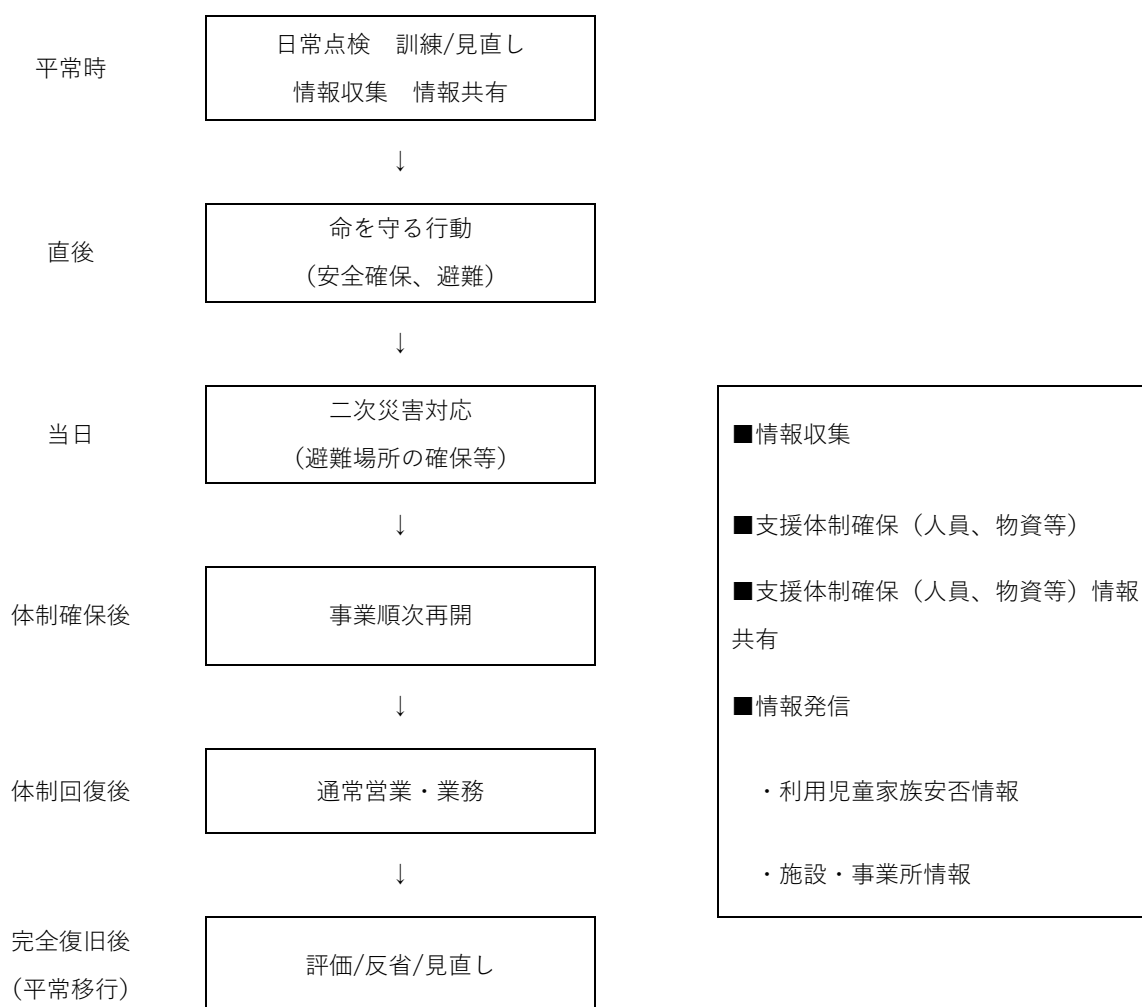 平常時
日常点検　訓練/見直し
情報収集　情報共有
↓
直後
命を守る行動
（安全確保、避難）
↓
当日
二次災害対応
（避難場所の確保等）
↓
体制確保後
事業順次再開
↓
体制回復後
通常営業・業務
↓
完全復旧後
（平常移行）
評価/反省/見直し
■情報収集
■支援体制確保（人員、物資等）
■支援体制確保（人員、物資等）情報
共有
■情報発信
・利用児童家族安否情報
・施設・事業所情報